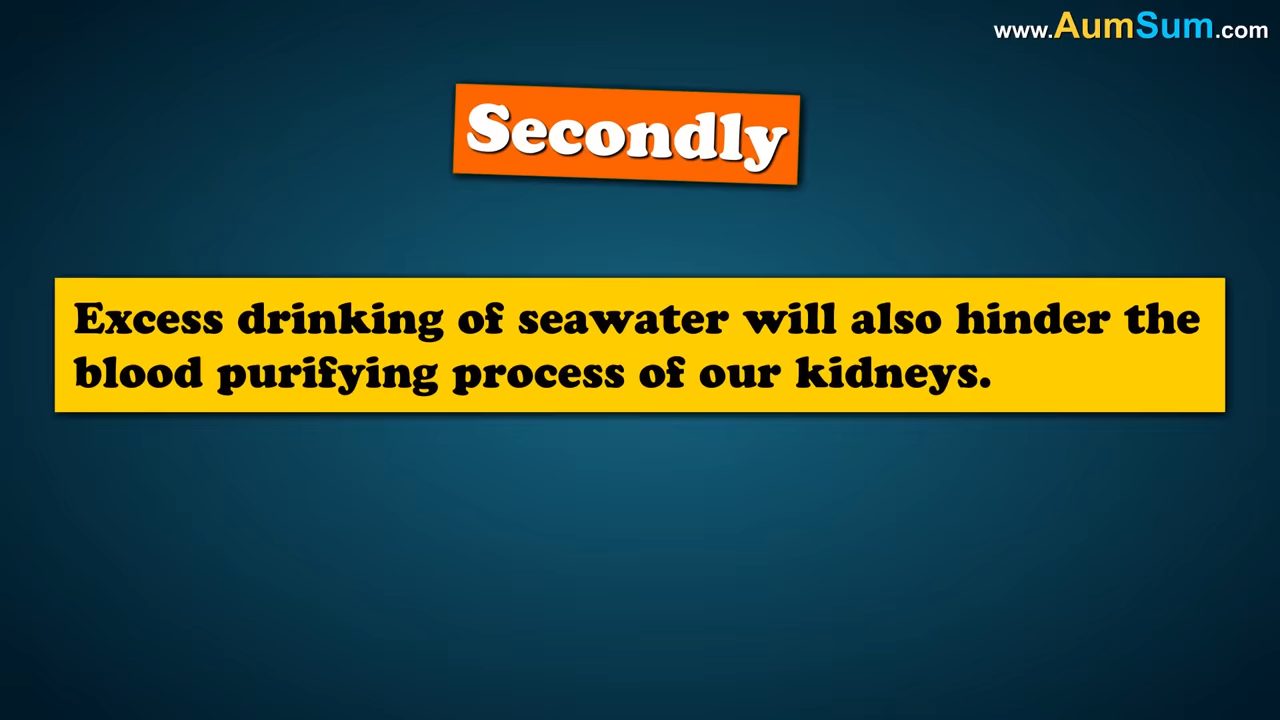 www.AumSum.com
Secondly
Excess drinking of seawater will also hinder the
blood purifying process of our kidneys.